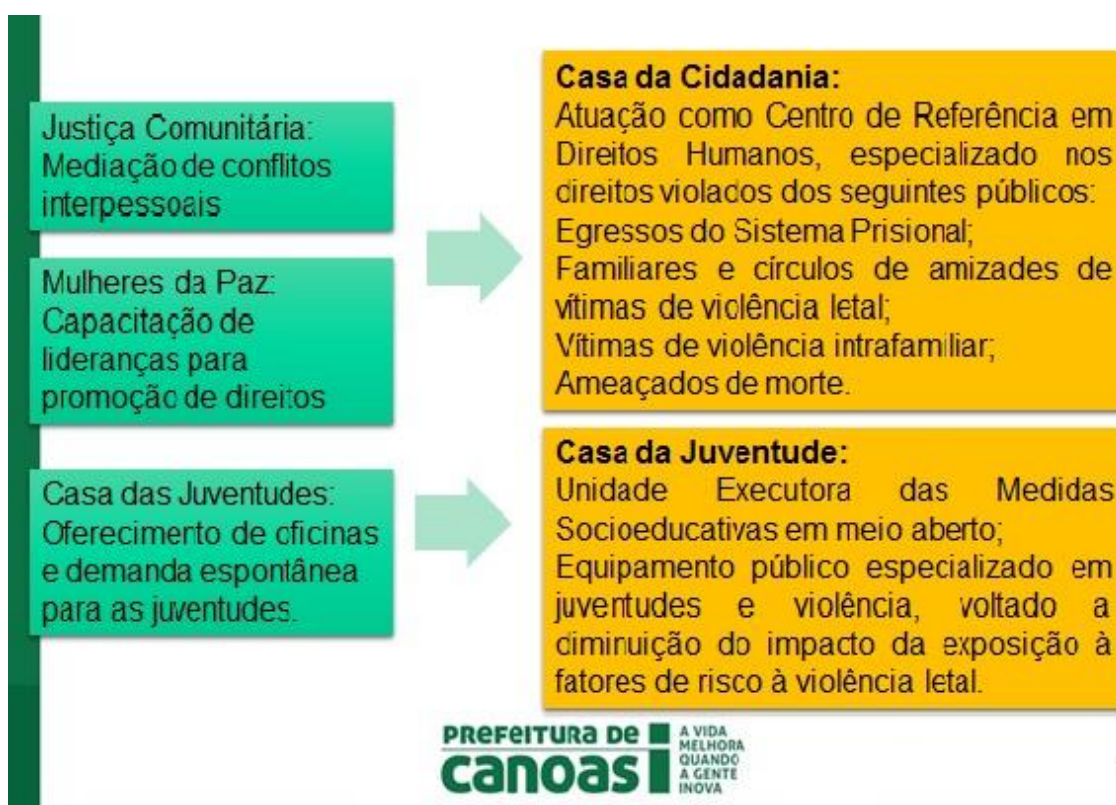 Justiça Comunitária:
Mediação de conflitos
interpessoais
Mulheres da Paz:
Capacitação de
lideranças para
promoção de direitos
Casa da Cidadania:
Atuação como Centro de Referência em
Direitos Humanos, especializado nos
direitos violados dos seguintes públicos:
Egressos do Sistema Prisional;
Familiares e círculos de amizades de
vítimas de violência letal;
Vítimas de violência intrafamiliar;
Ameaçados de morte.
Casa das Juventudes:
Oferecimento de oficinas
e demanda espontânea
para as juventudes.
Casa da Juventude:
Unidade Executora das Medidas
Socioeducativas em meio aberto;
Equipamento público especializado em
juventudes e violência, voltado a
diminuição do impacto da exposição à
fatores de risco à violência letal.
PREFEITURA DE
canoas
A VIDA
MELHORA
QUANDO
A GENTE
INOVA